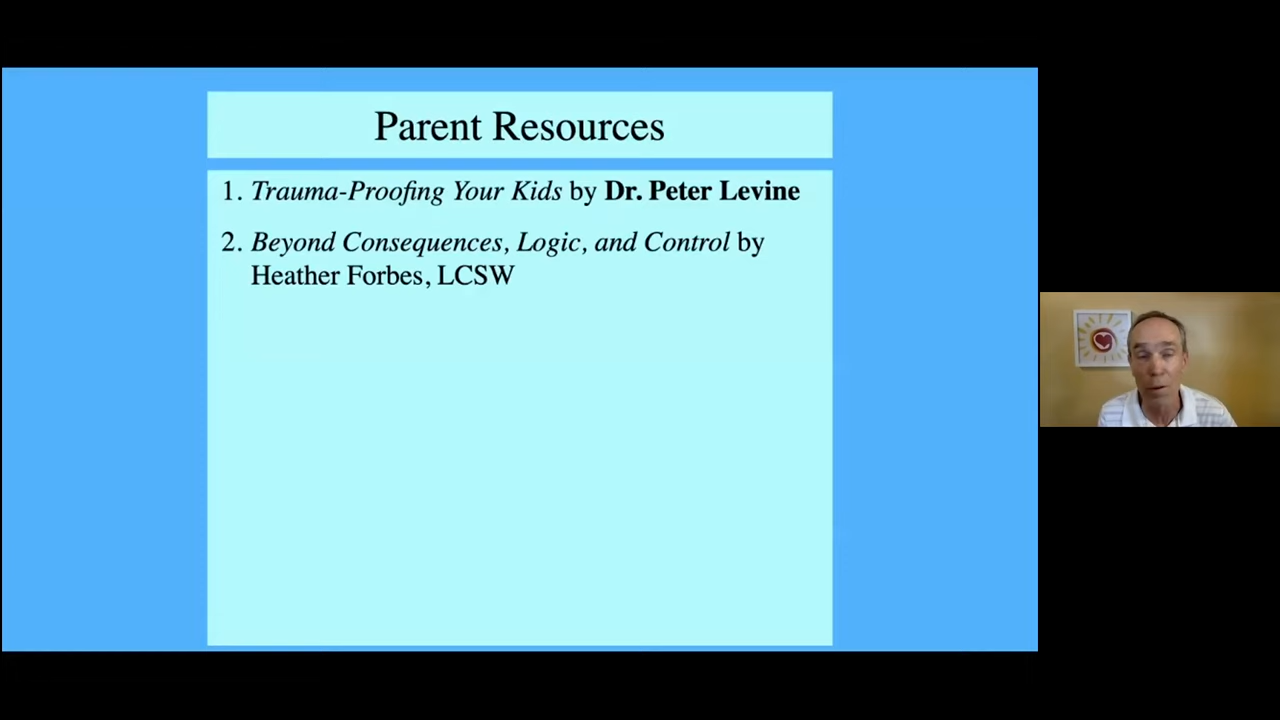 Parent Resources
1. Trauma-Proofing Your Kids by Dr. Peter Levine
2. Beyond Consequences, Logic, and Control by
Heather Forbes, LCSW